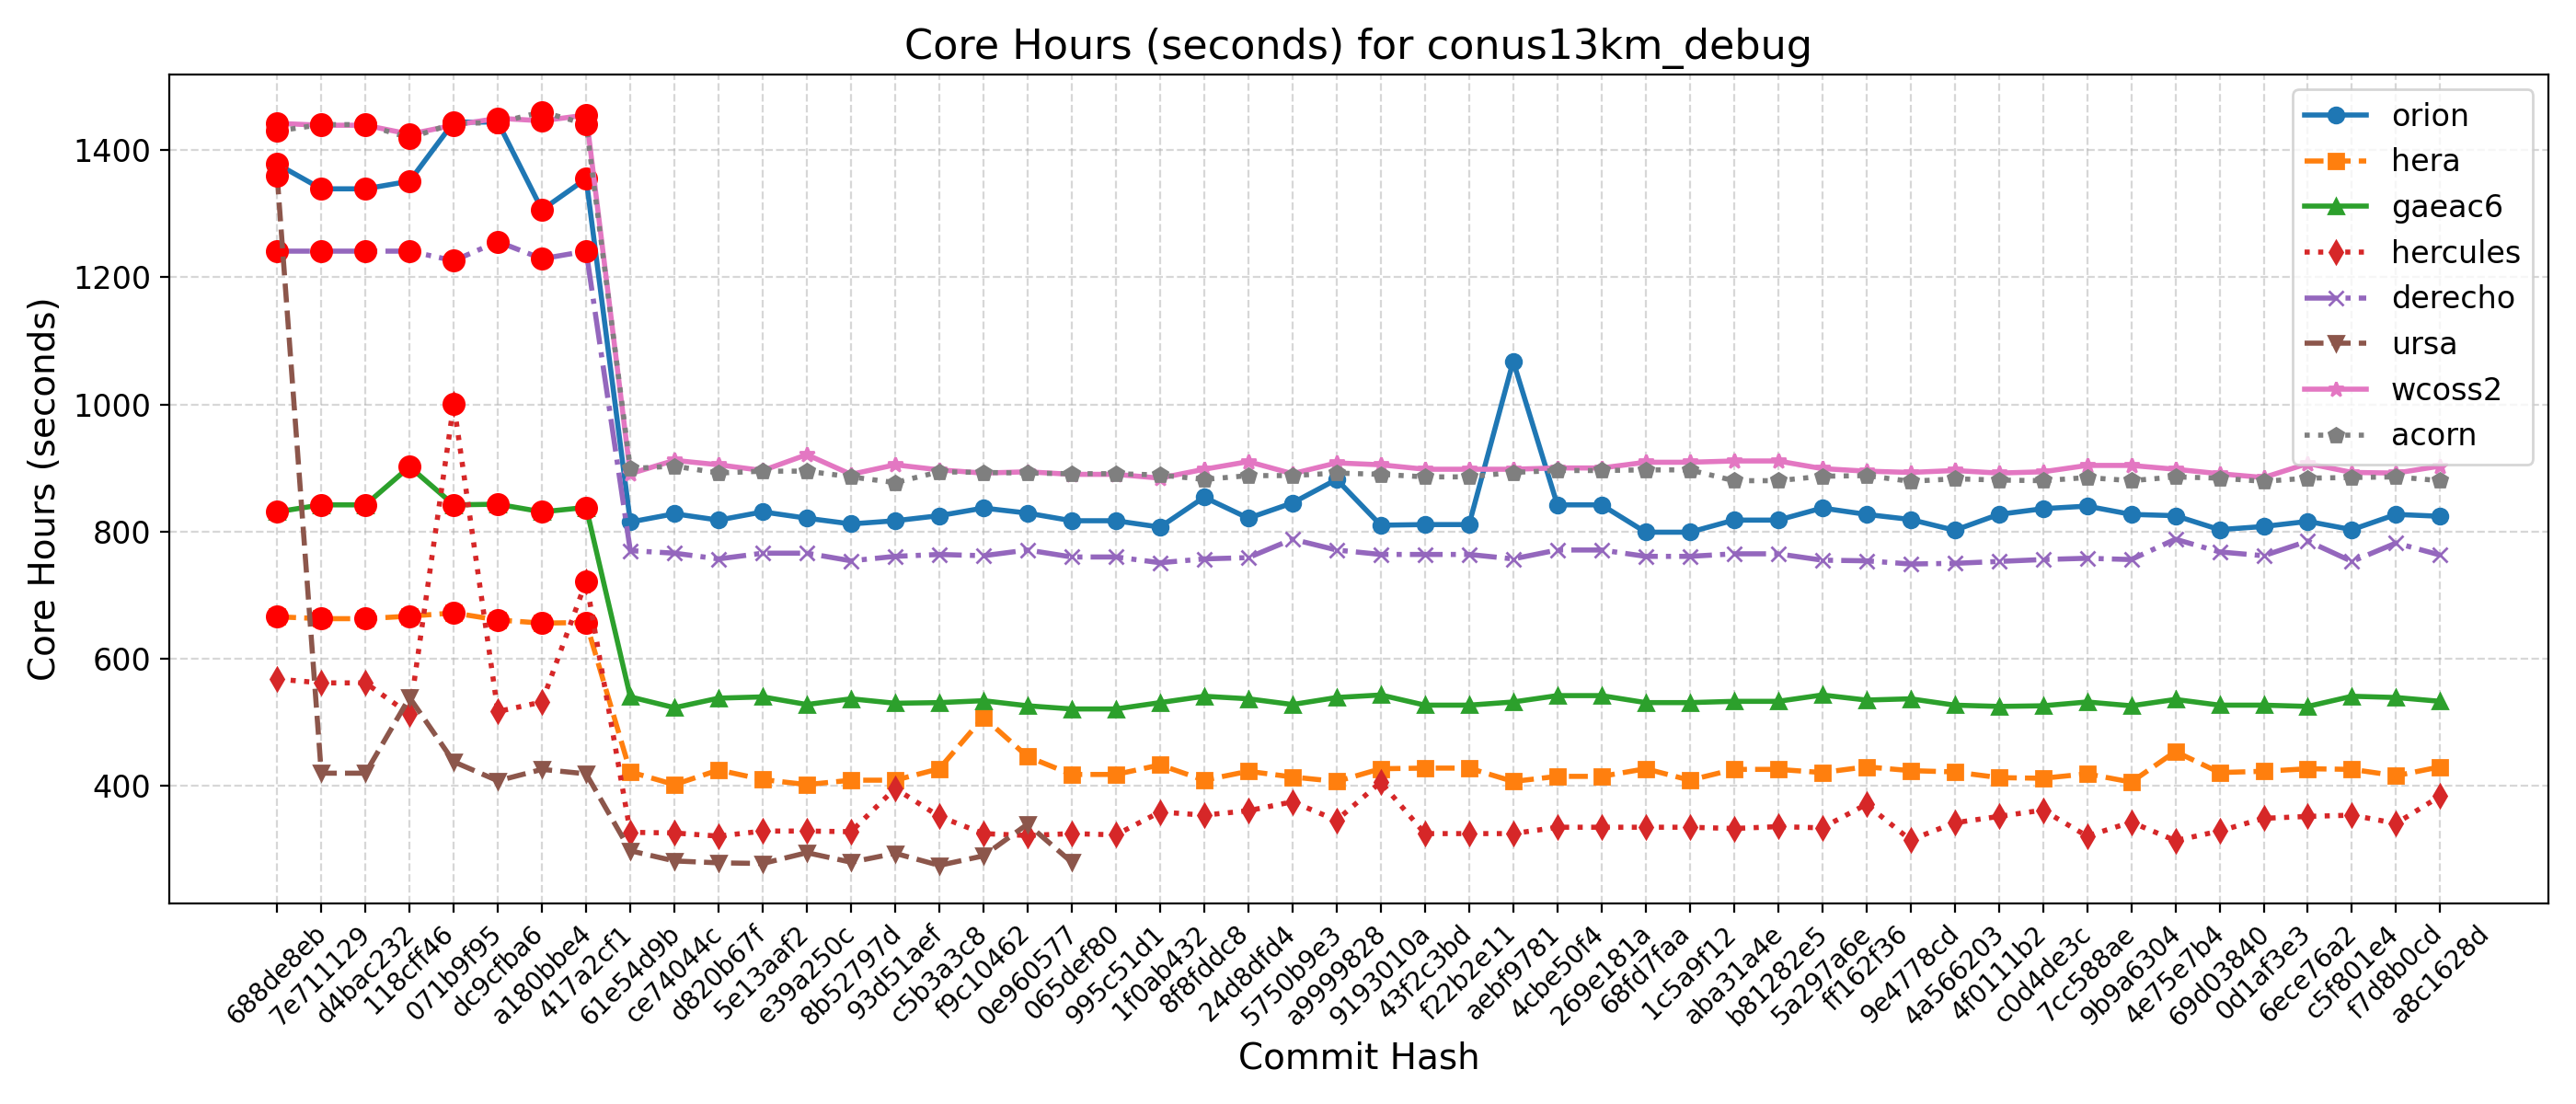 Core Hours (seconds) for conus13km_debug
Core Hours (seconds)
1400
1200
1000
800
600
400
orion
hera
gaeac6
hercules
derecho
ursa
wcoss2
acorn
688de8eb
7e711129
d4bac232
118cff46
071b9f95
dc9cfba6
a180bbe4
417a2cf1
61e54d9b
ce74044c
d820b67f
5e13aaf2
e39a250c
8b52797d
93d51aef
c5b3a3c8
f9c10462
0e960577
065def80
995c51d1
1f0ab432
8f8fddc8
24d8dfd4
5750b9e3
a9999828
9193010a
43f2c3bd
f22b2e11
aebf9781
4cbe50f4
269e181a
68fd7faa
1c5a9f12
aba31a4e
b81282e5
5a297a6e
ff162f36
9e4778cd
4a566203
4f0111b2
c0d4de3c
7cc588ae
9b9a6304
4e75e7b4
69d03840
0d1af3e3
6ece76a2
c5f801e4
f7d8b0cd
a8c1628d
Commit Hash